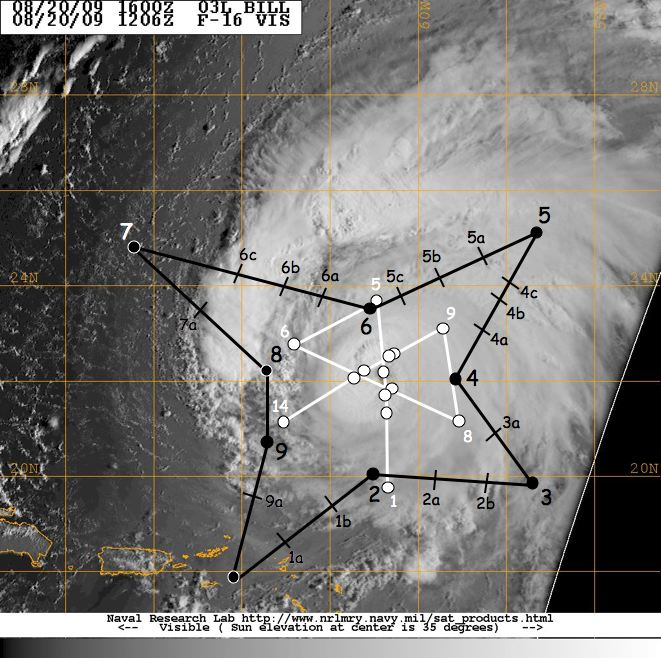 08/20/09 1600Z 03L BILL
08/20/09 1206Z F-16 VIS
60W
28N
28N
5
7
5a
6c
5b
6b
6a
5c
5
24N
24N
4c
6
9
4b
7a
6
4a
8
4
14
3a
8
9
20N
20N
2
2a
2b
3
9a
1
1b
1a
Naval Research Lab http://www.nrlmry.navy.mil/sat_products.html
<-- Visible ( Sun elevation at center is 35 degrees) -->